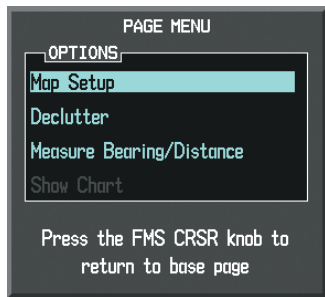 PAGE MENU
OPTIONS
Map Setup
Declutter
Measure Bearing/Distance
Show Chart
Press the FMS CRSR knob to
return to base page